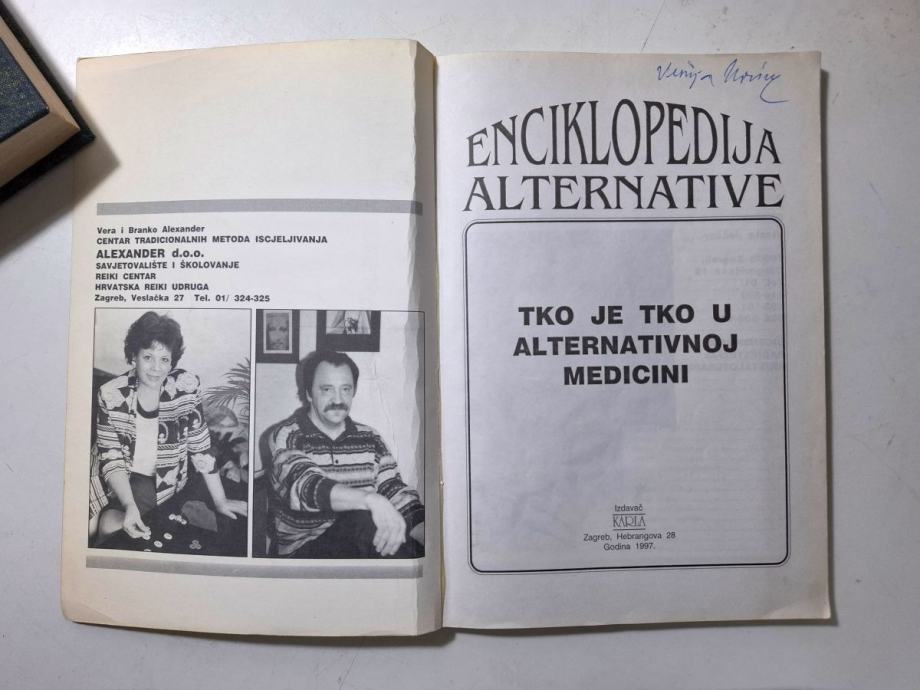 Vera i Branko Alexander
CENTAR TRADICIONALNIH METODA ISCJELJIVANJA
ALEXANDER d.o.o.
SAVJETOVALIŠTE I ŠKOLOVANJE
REIKI CENTAR
HRVATSKA REIKI UDRUGA
Zagreb, Veslačka 27 Tel. 01/ 324-325
ENCIKLOPEDIJA
ALTERNATIVE
TKO JE TKO U
ALTERNATIVNOJ
MEDICINI
Izdavač
KARLA
Zagreb, Hebrangova 28
Godina 1997.